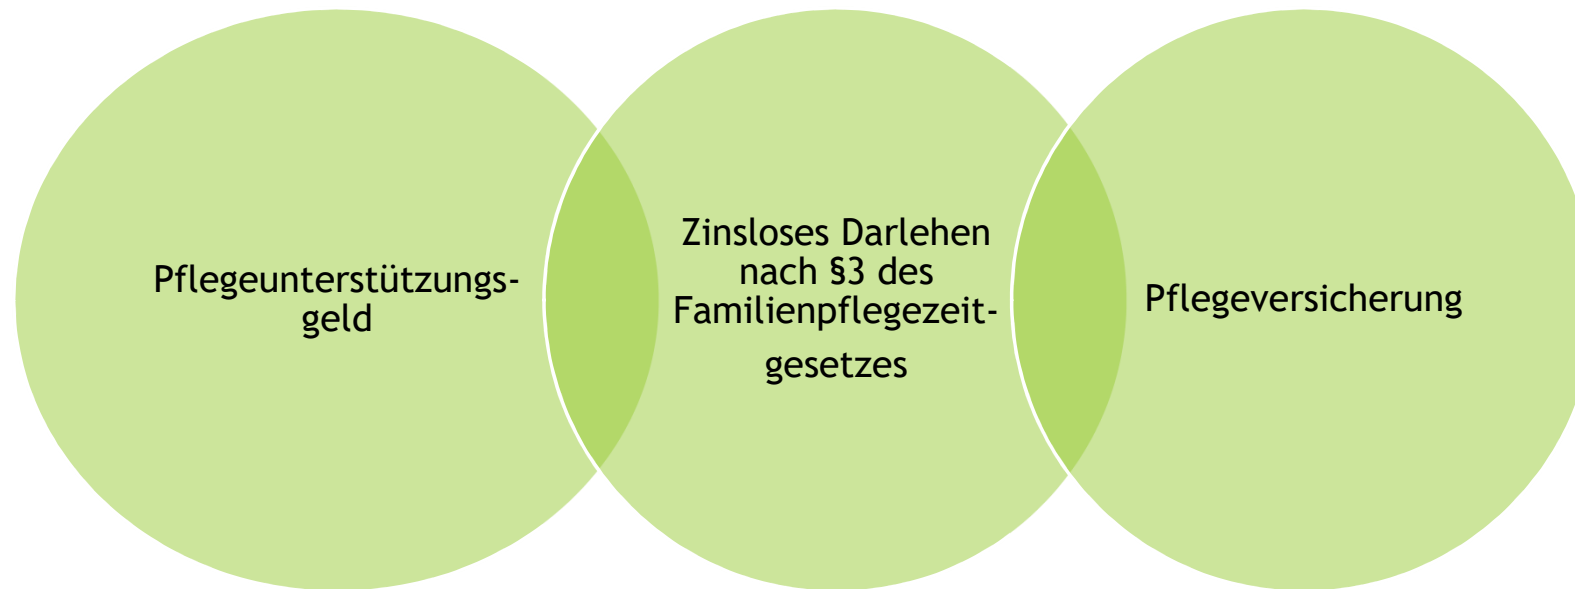 Pflegeunterstützungs-
geld
Zinsloses Darlehen
nach §3 des
Familienpflegezeit-
gesetzes
Pflegeversicherung